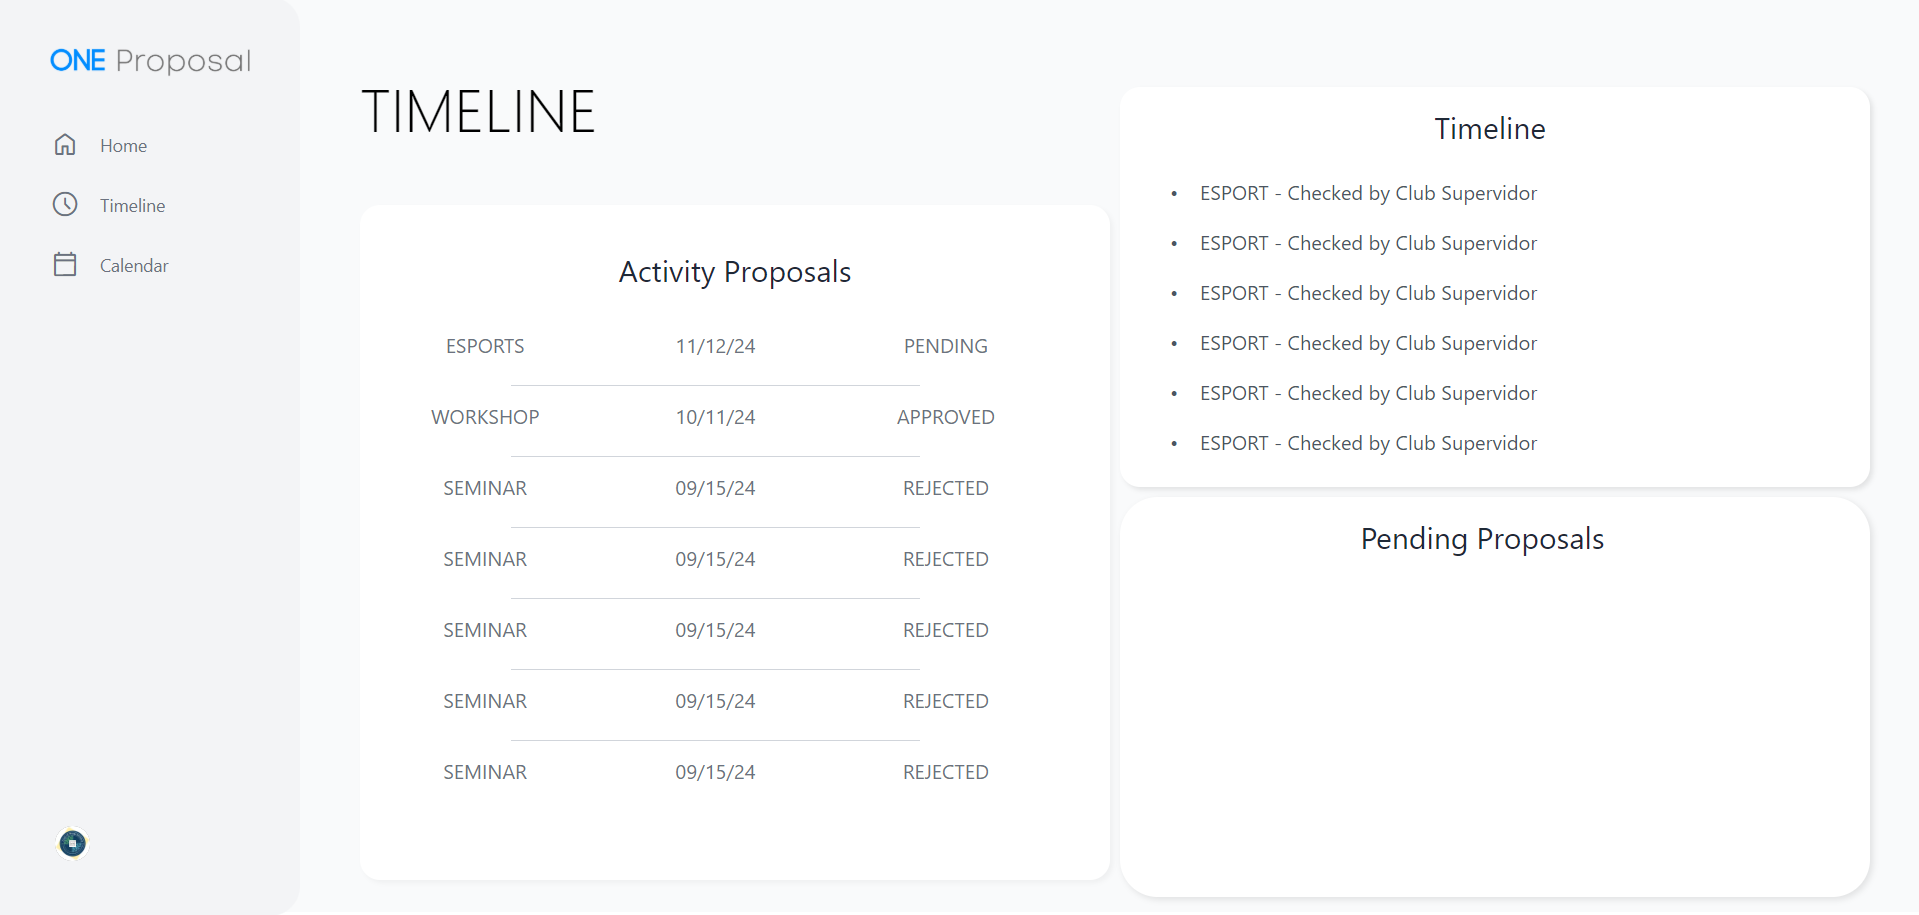 ONE Proposal
Home
Timeline
Calendar
TIMELINE
Activity Proposals
ESPORTS 11/12/24 PENDING
WORKSHOP 10/11/24 APPROVED
SEMINAR 09/15/24 REJECTED
SEMINAR 09/15/24 REJECTED
SEMINAR 09/15/24 REJECTED
SEMINAR 09/15/24 REJECTED
SEMINAR 09/15/24 REJECTED
Timeline
• ESPORT - Checked by Club Supervidor
• ESPORT - Checked by Club Supervidor
• ESPORT - Checked by Club Supervidor
• ESPORT - Checked by Club Supervidor
• ESPORT - Checked by Club Supervidor
• ESPORT - Checked by Club Supervidor
Pending Proposals